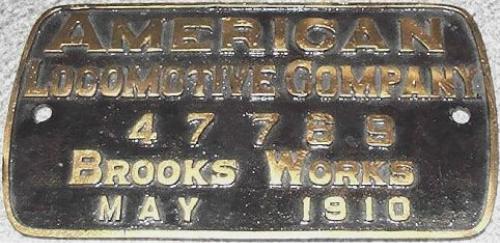 AMERICAN
LOCOMOTIVE COMPANY
47789
BROOKS WORKS
MAY 1910